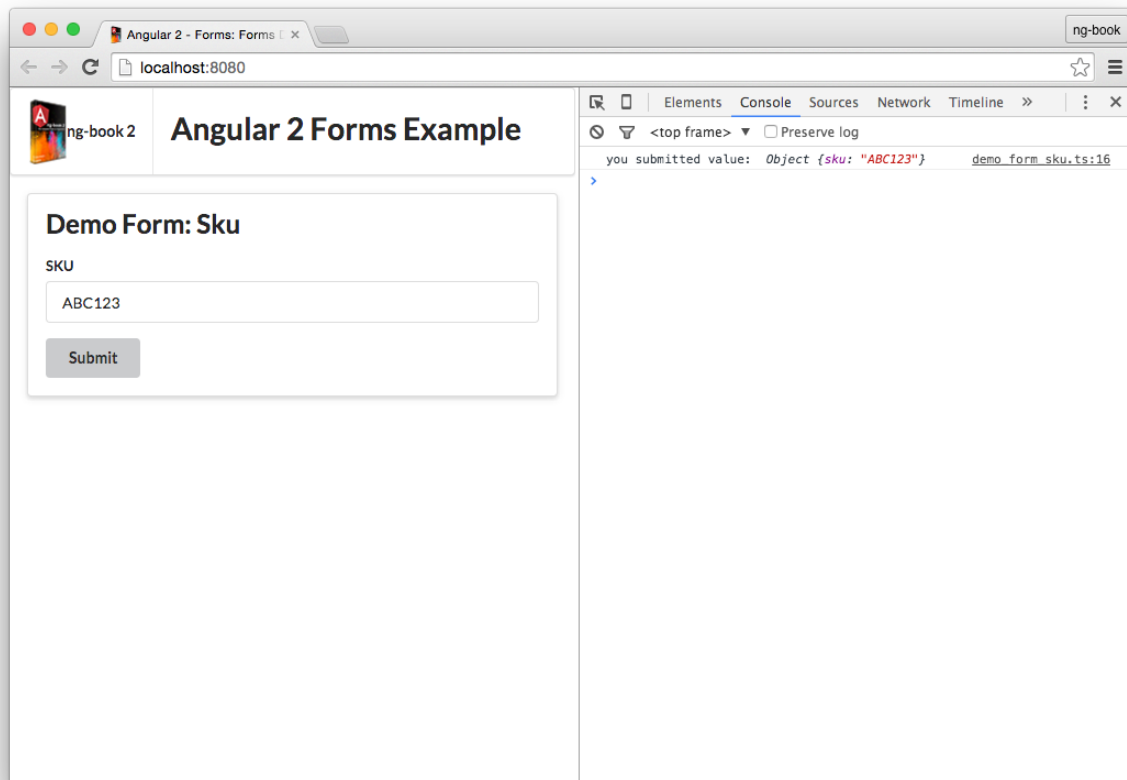 Angular 2 - Forms: Forms
ng-book
localhost:8080
ng-book 2
Angular 2 Forms Example
Demo Form: Sku
SKU
ABC123
Submit
Elements Console Sources Network Timeline »
<top frame> ▼ Preserve log
you submitted value: Object {sku: "ABC123"} demo_form_sku.ts:16
>